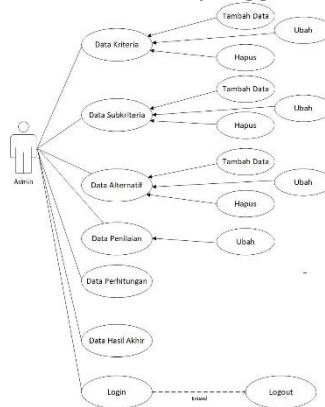 Tambah Data
Data Kriteria
Ubah
Hapus
Tambah Data
Data Subkriteria
Ubah
Hapus
Admin
Tambah Data
Data Alternatif
Ubah
Hapus
Data Penilaian
Ubah
Data Perhitungan
Data Hasil Akhir
Login
Logout